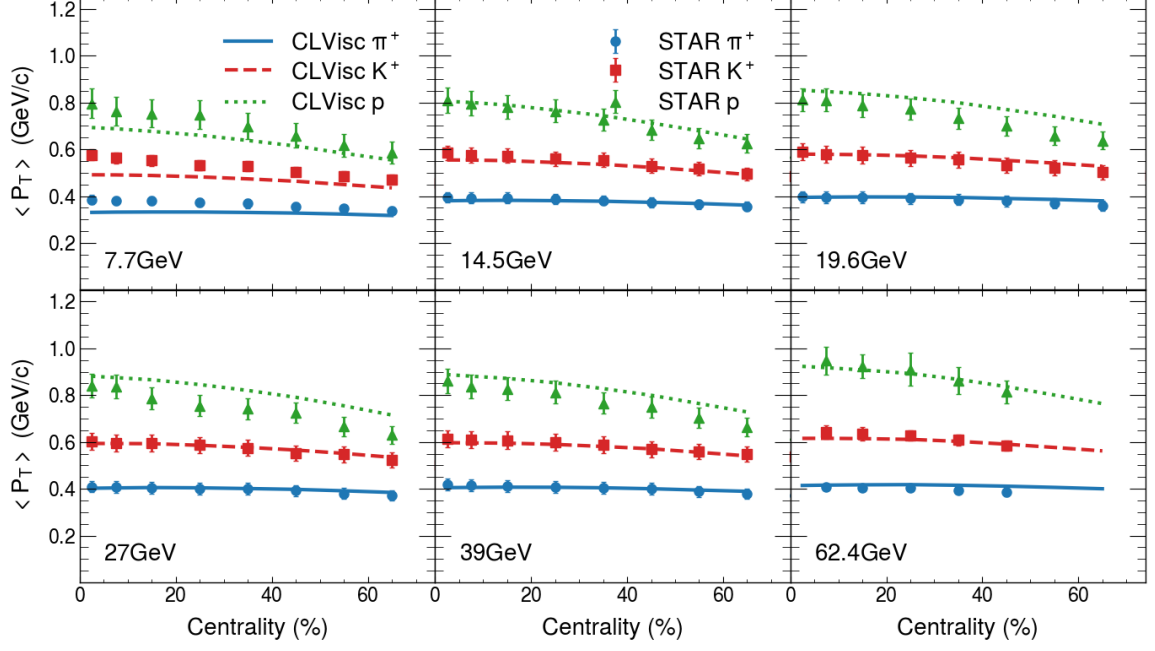 1.2
1.0
0.8
0.6
0.4
0.2
< P_T > (GeV/c)
CLVisc π⁺
CLVisc K⁺
CLVisc p
STAR π⁺
STAR K⁺
STAR p
7.7GeV
14.5GeV
19.6GeV
1.2
1.0
0.8
0.6
0.4
0.2
< P_T > (GeV/c)
27GeV
39GeV
62.4GeV
0 20 40 60 0 20 40 60 0 20 40 60
Centrality (%) Centrality (%) Centrality (%)